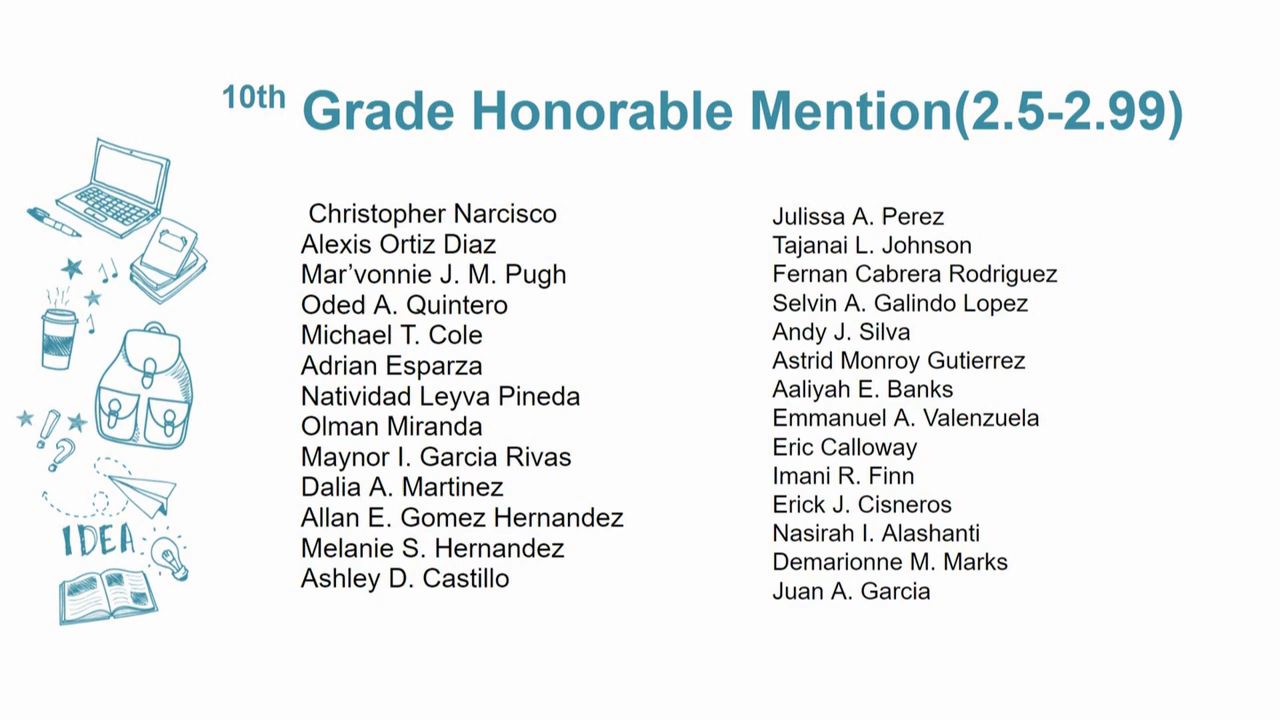 10th Grade Honorable Mention(2.5-2.99)
Christopher Narcisco
Alexis Ortiz Diaz
Mar’vonnie J. M. Pugh
Oded A. Quintero
Michael T. Cole
Adrian Esparza
Natividad Leyva Pineda
Olman Miranda
Maynor I. Garcia Rivas
Dalia A. Martinez
Allan E. Gomez Hernandez
Melanie S. Hernandez
Ashley D. Castillo
Julissa A. Perez
Tajanai L. Johnson
Fernan Cabrera Rodriguez
Selvin A. Galindo Lopez
Andy J. Silva
Astrid Monroy Gutierrez
Aaliyah E. Banks
Emmanuel A. Valenzuela
Eric Calloway
Imani R. Finn
Erick J. Cisneros
Nasirah I. Alashanti
Demarionne M. Marks
Juan A. Garcia
!
?
IDEA